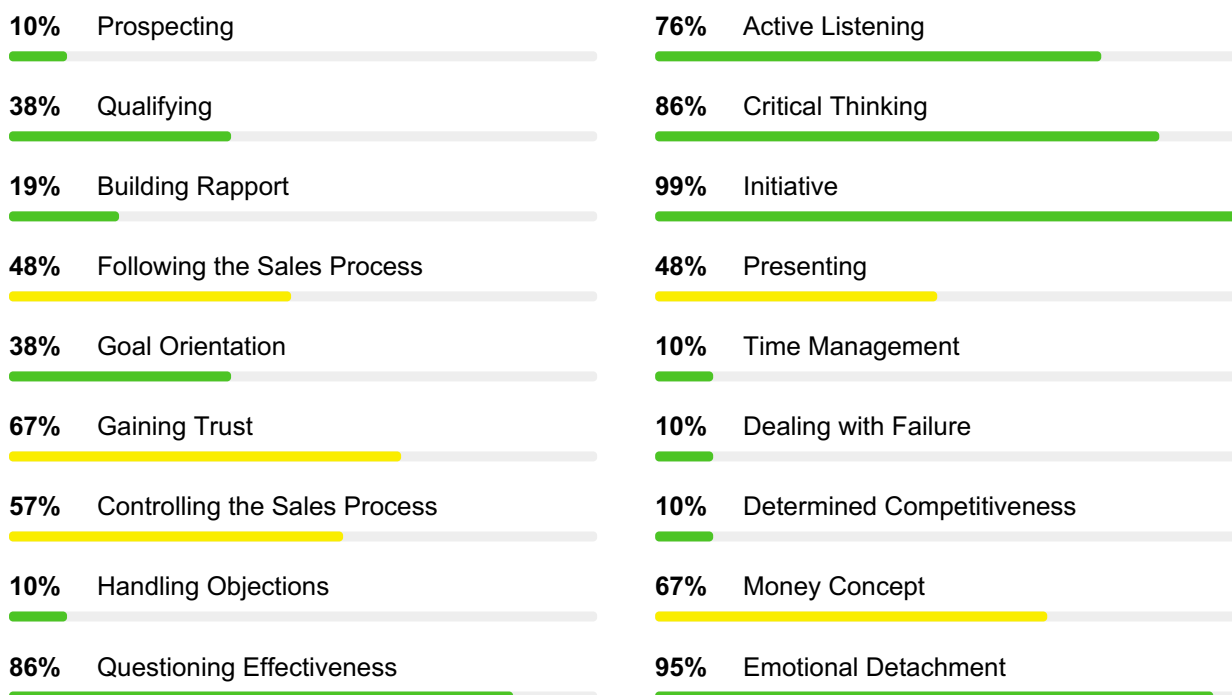 10% Prospecting
38% Qualifying
19% Building Rapport
48% Following the Sales Process
38% Goal Orientation
67% Gaining Trust
57% Controlling the Sales Process
10% Handling Objections
86% Questioning Effectiveness
76% Active Listening
86% Critical Thinking
99% Initiative
48% Presenting
10% Time Management
10% Dealing with Failure
10% Determined Competitiveness
67% Money Concept
95% Emotional Detachment